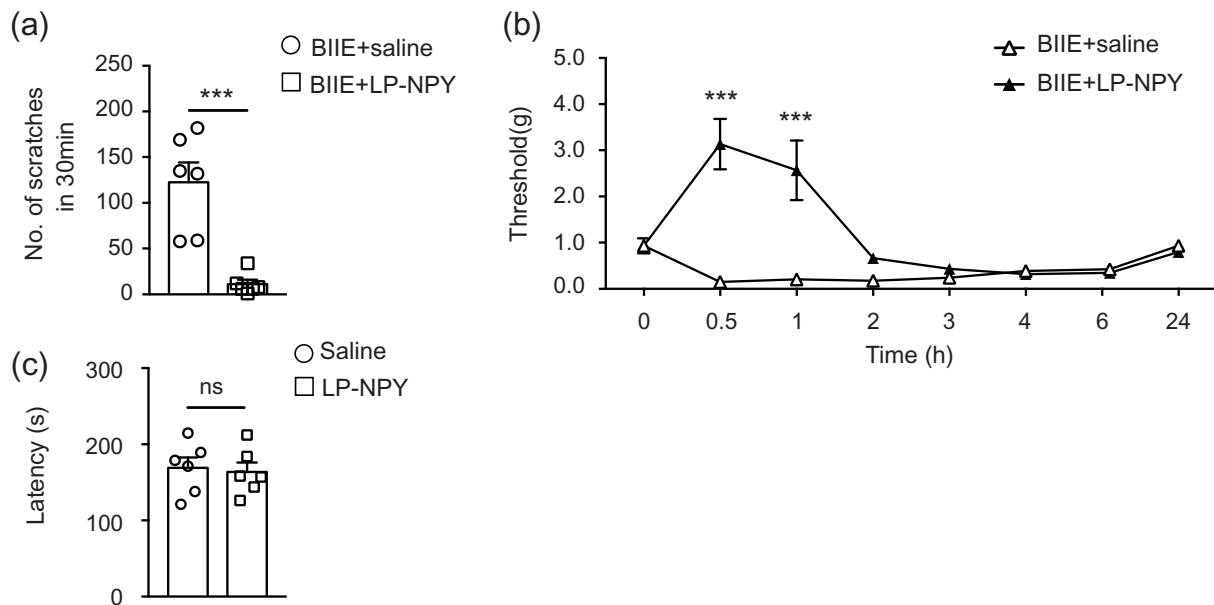 (a)
BIIE+saline
BIIE+LP-NPY
No. of scratches
in 30min
250
200
150
100
50
0
***
(b)
BIIE+saline
BIIE+LP-NPY
Threshold(g)
5.0
4.0
3.0
2.0
1.0
0.0
***
***
0 0.5 1 2 3 4 6 24
Time (h)
(c)
Saline
LP-NPY
Latency (s)
300
200
100
0
ns